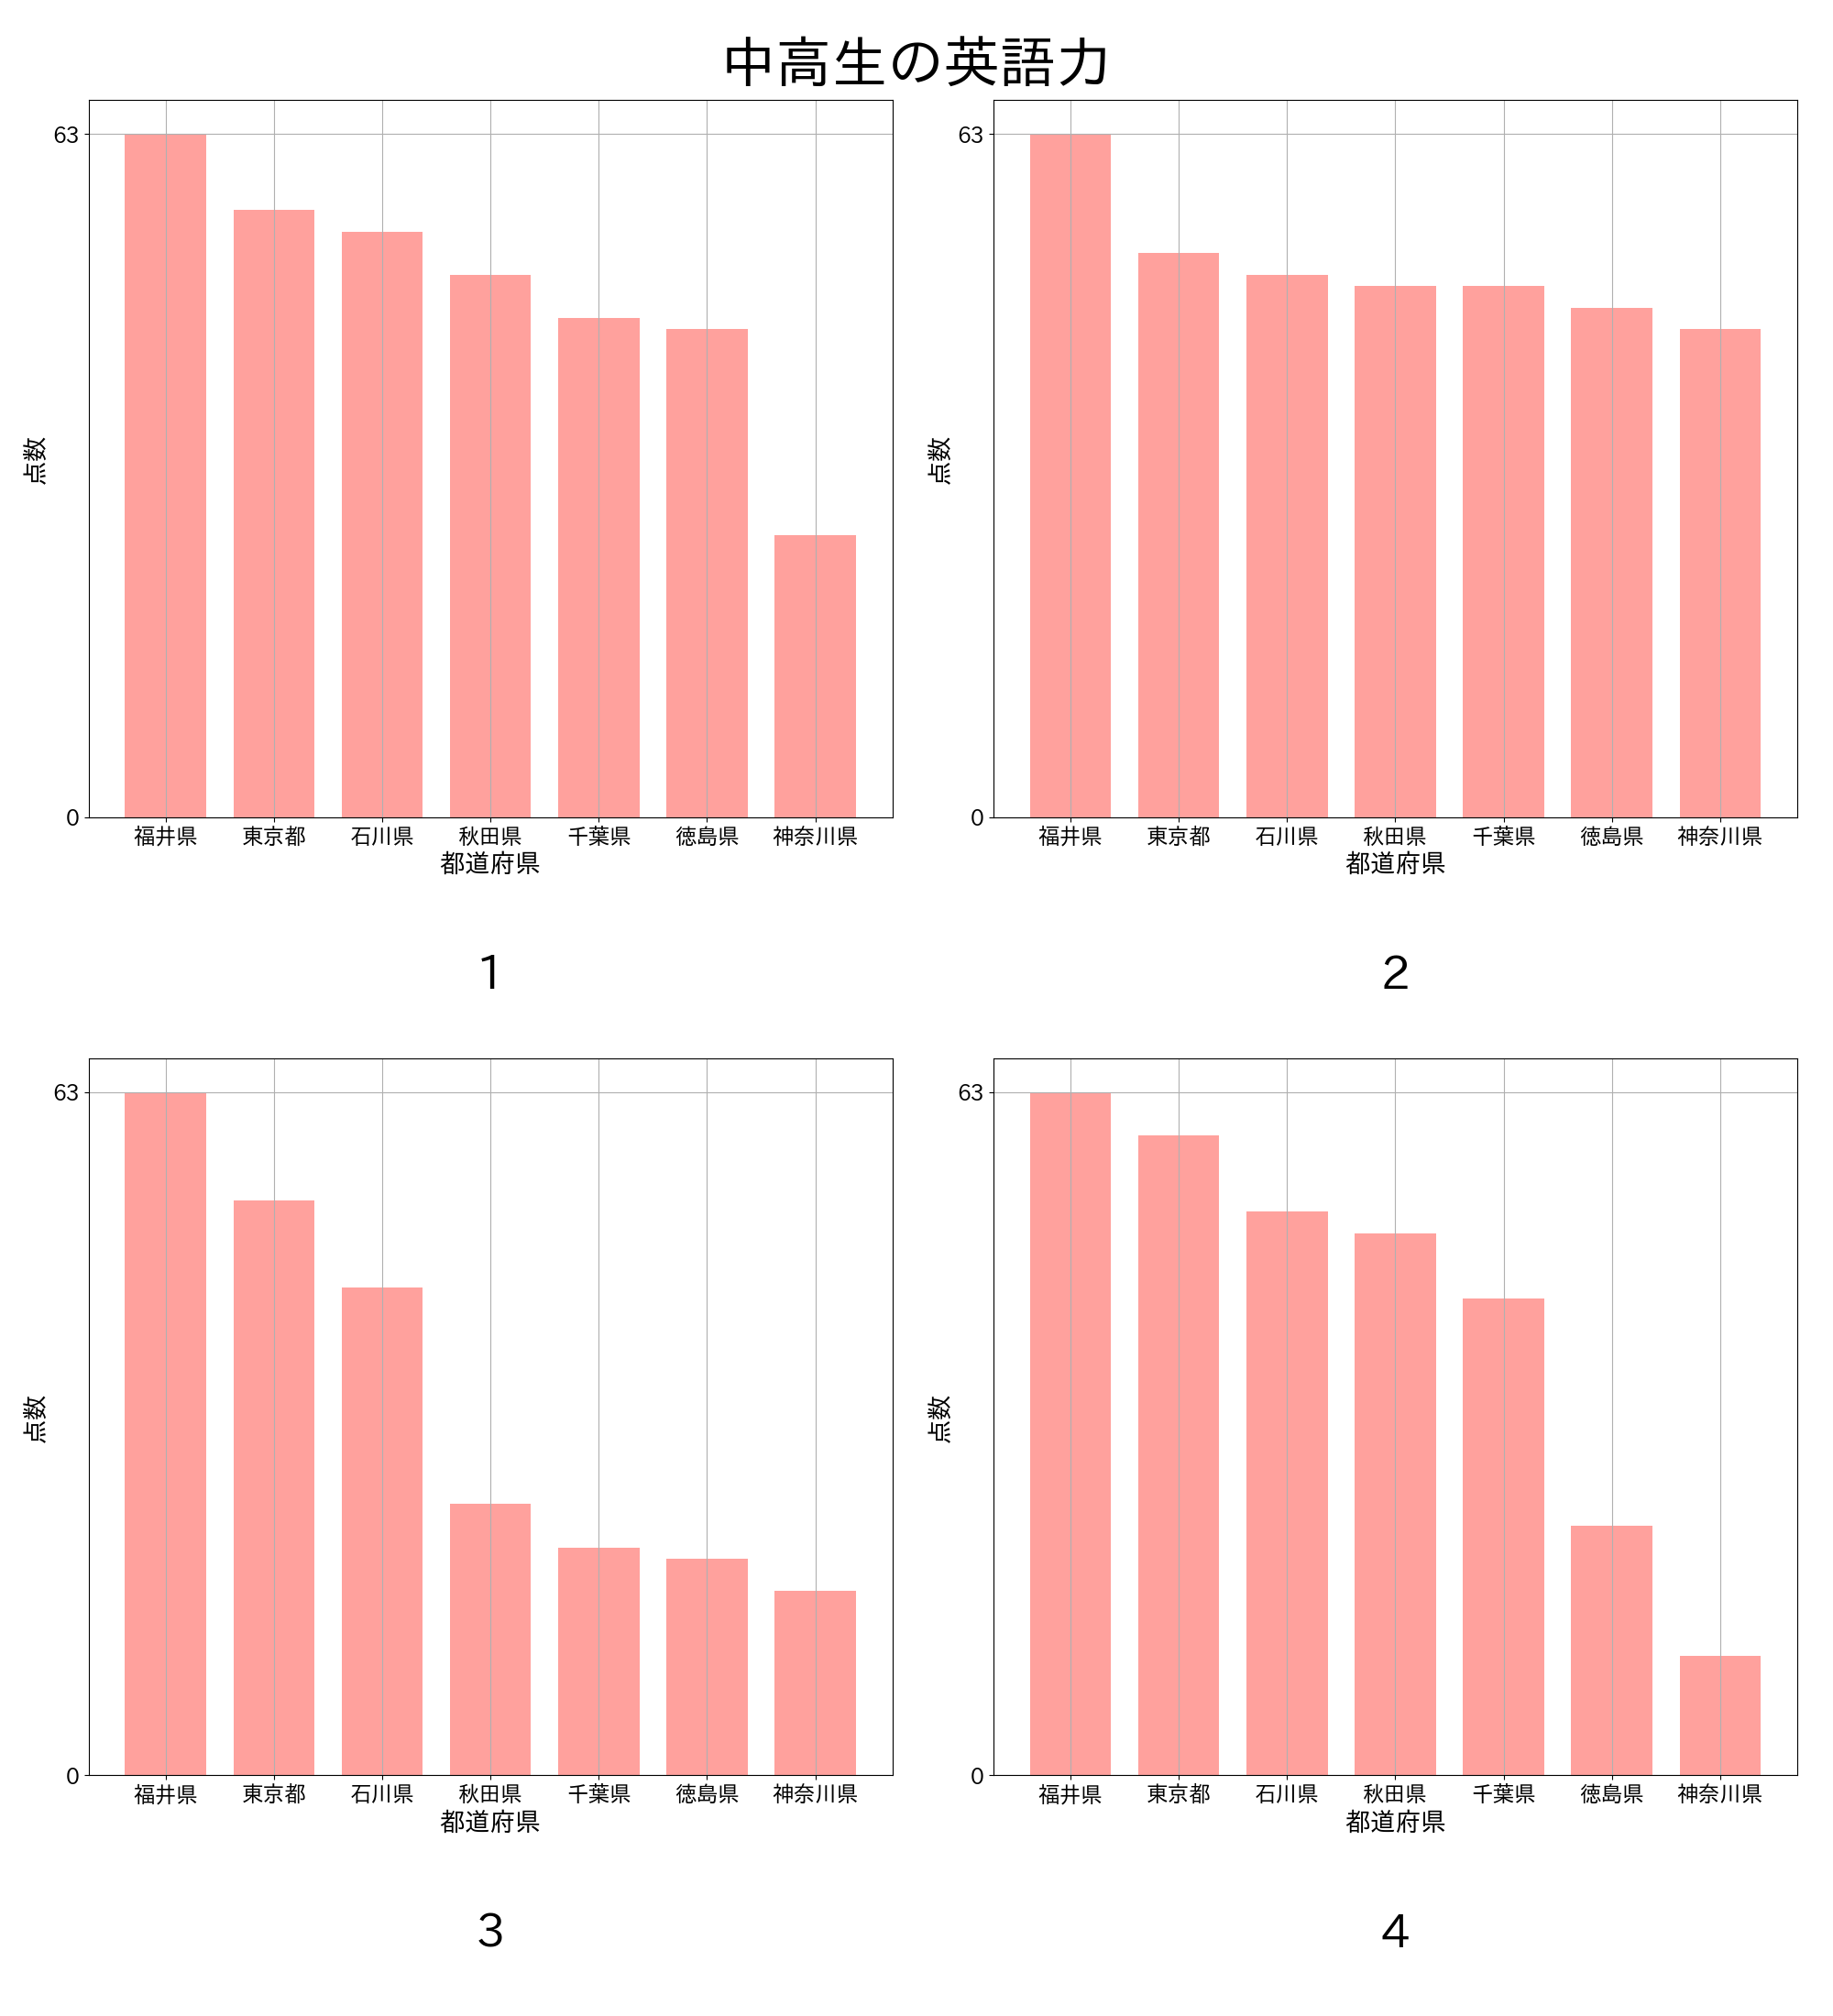 中高生の英語力
63
0
点数
福井県 東京都 石川県 秋田県 千葉県 徳島県 神奈川県
都道府県
1
63
0
点数
福井県 東京都 石川県 秋田県 千葉県 徳島県 神奈川県
都道府県
2
63
0
点数
福井県 東京都 石川県 秋田県 千葉県 徳島県 神奈川県
都道府県
3
63
0
点数
福井県 東京都 石川県 秋田県 千葉県 徳島県 神奈川県
都道府県
4